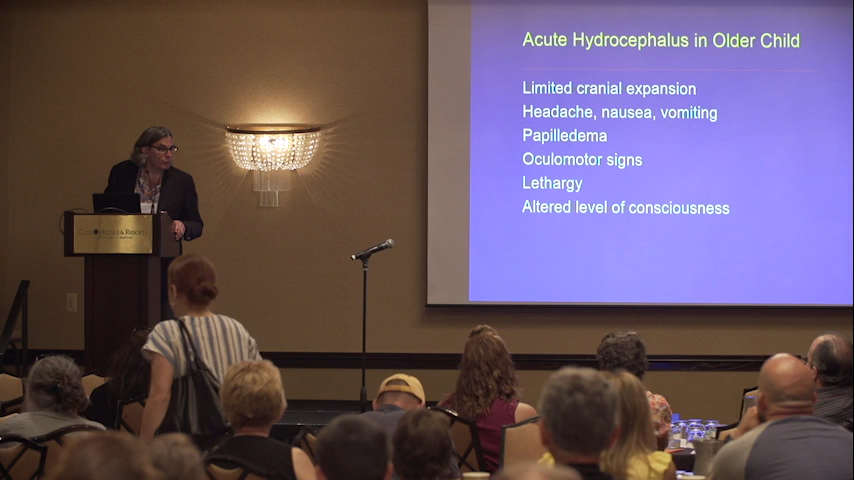 Acute Hydrocephalus in Older Child
Limited cranial expansion
Headache, nausea, vomiting
Papilledema
Oculomotor signs
Lethargy
Altered level of consciousness
& RESORTS